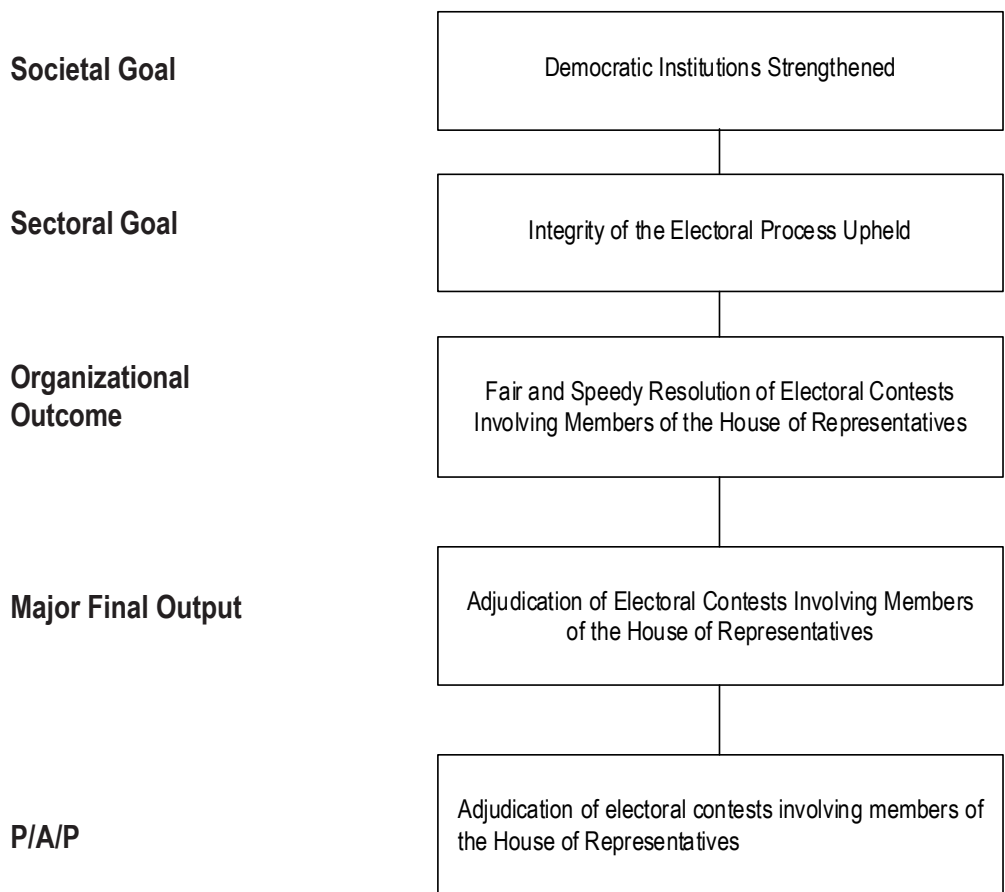 Societal Goal
Democratic Institutions Strengthened
Sectoral Goal
Integrity of the Electoral Process Upheld
Organizational
Outcome
Fair and Speedy Resolution of Electoral Contests
Involving Members of the House of Representatives
Major Final Output
Adjudication of Electoral Contests Involving Members
of the House of Representatives
P/A/P
Adjudication of electoral contests involving members of
the House of Representatives